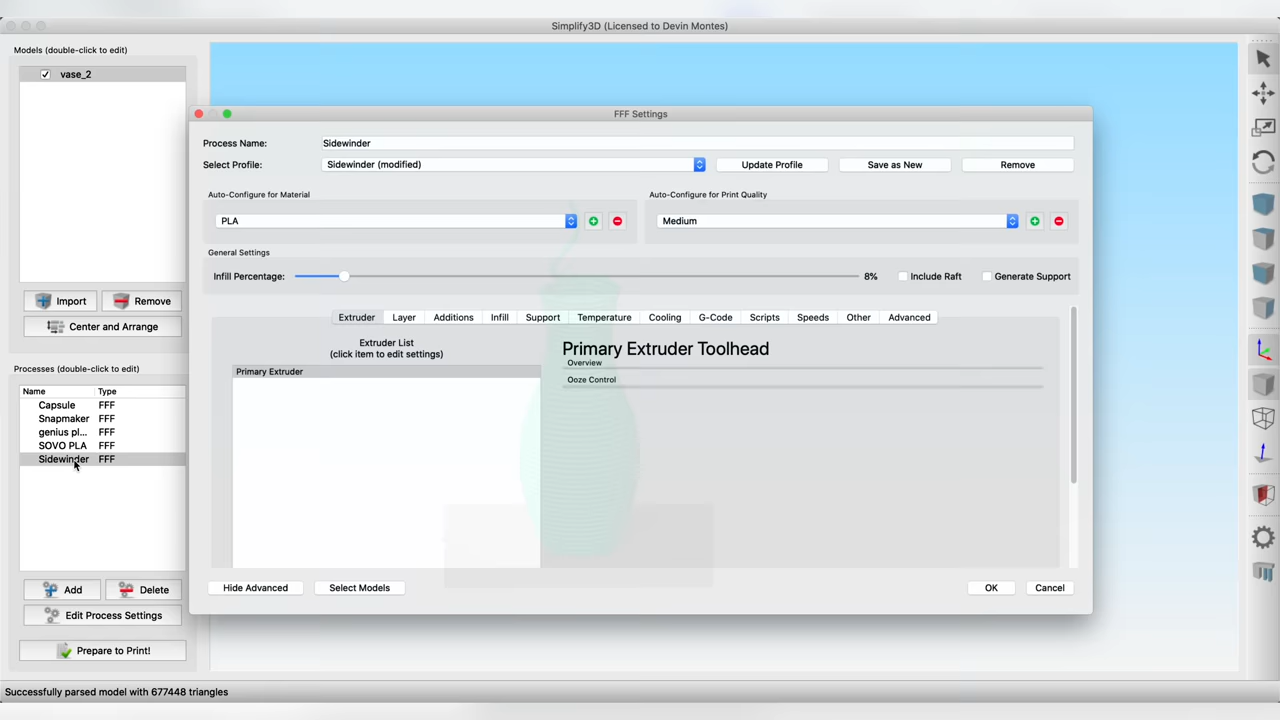 Simplify3D (Licensed to Devin Montes)
Models (double-click to edit)
vase_2
Import
Remove
Center and Arrange
Processes (double-click to edit)
Name Type
Capsule FFF
Snapmaker FFF
genius pl... FFF
SOVO PLA FFF
Sidewinder FFF
Add
Delete
Edit Process Settings
Prepare to Print!
Successfully parsed model with 677448 triangles
FFF Settings
Process Name: Sidewinder
Select Profile: Sidewinder (modified) Update Profile Save as New Remove
Auto-Configure for Material
PLA
Auto-Configure for Print Quality
Medium
General Settings
Infill Percentage: 8% Include Raft Generate Support
Extruder Layer Additions Infill Support Temperature Cooling G-Code Scripts Speeds Other Advanced
Extruder List
(click item to edit settings)
Primary Extruder
Primary Extruder Toolhead
Overview
Ooze Control
Hide Advanced Select Models OK Cancel